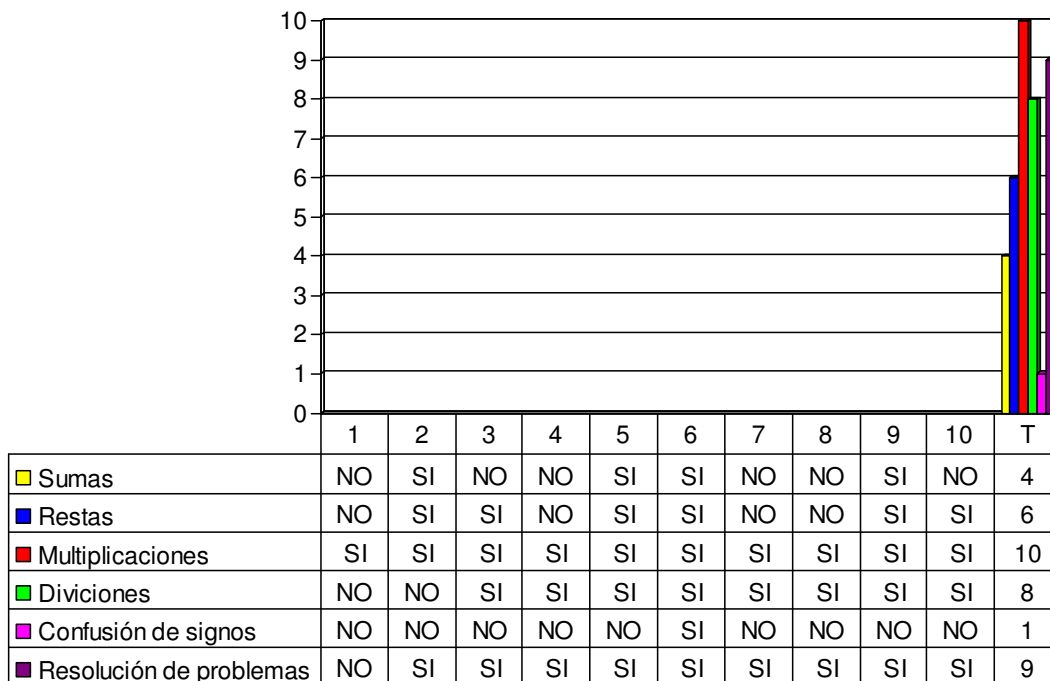 10
9
8
7
6
5
4
3
2
1
0
1 2 3 4 5 6 7 8 9 10 T
Sumas NO SI NO NO SI SI NO NO SI NO 4
Restas NO SI SI NO SI SI NO NO SI SI 6
Multiplicaciones SI SI SI SI SI SI SI SI SI SI 10
Diviciones NO NO SI SI SI SI SI SI SI SI 8
Confusión de signos NO NO NO NO NO SI NO NO NO NO 1
Resolución de problemas NO SI SI SI SI SI SI SI SI SI 9